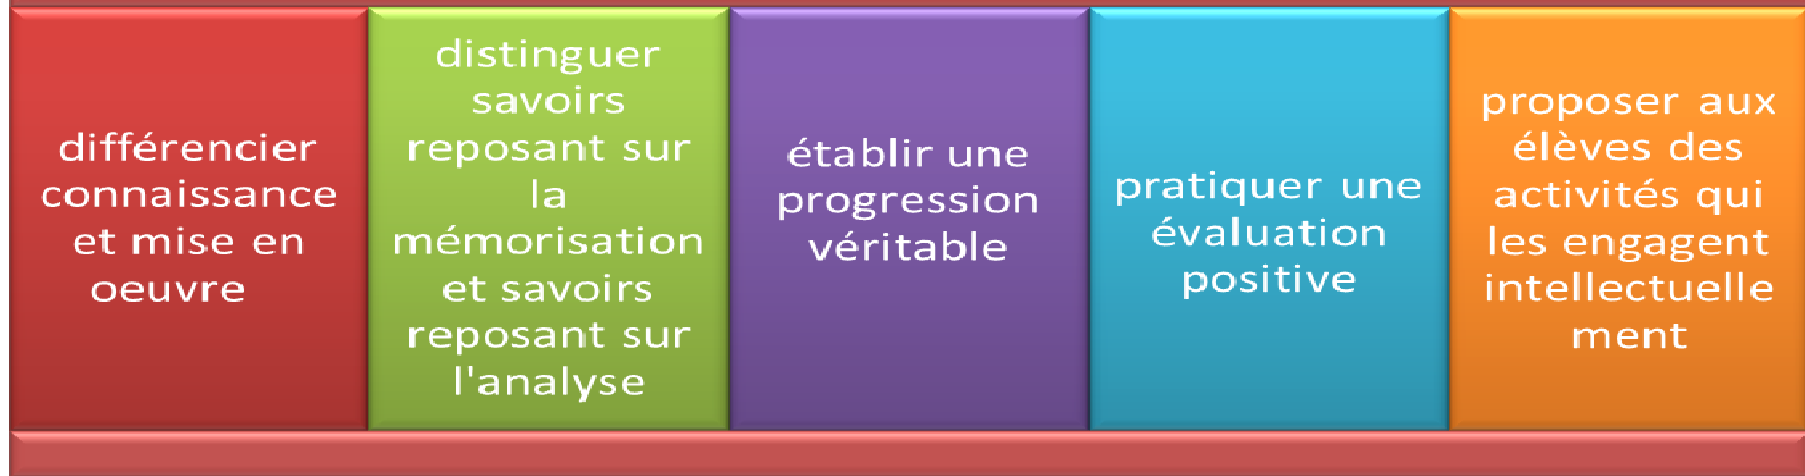 différencier
connaissance
et mise en
oeuvre
distinguer
savoirs
reposant sur
la
mémorisation
et savoirs
reposant sur
l'analyse
établir une
progression
véritable
pratiquer une
évaluation
positive
proposer aux
élèves des
activités qui
les engagent
intellectuelle
ment